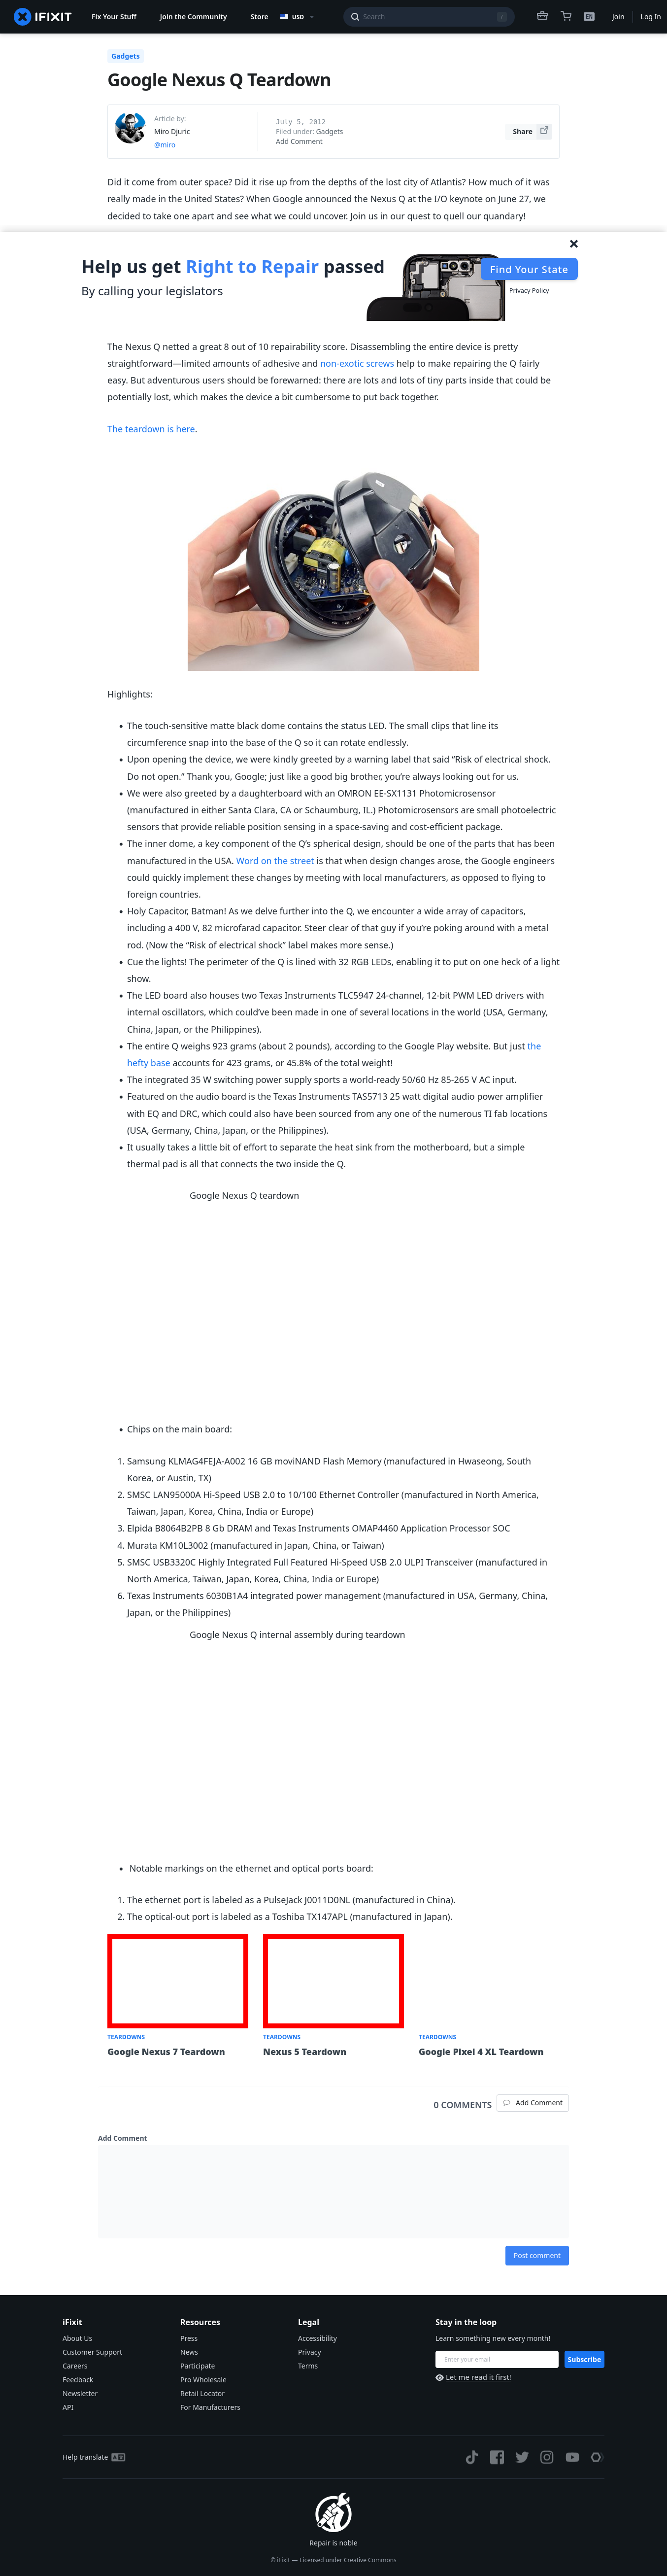 IFIXIT
Fix Your Stuff
Join the Community
Store
USD
Search
/
EN
Join
Log In
Gadgets
Google Nexus Q Teardown
Article by:
Miro Djuric
@miro
July 5, 2012
Filed under: Gadgets
Add Comment
Share
Did it come from outer space? Did it rise up from the depths of the lost city of Atlantis? How much of it was
really made in the United States? When Google announced the Nexus Q at the I/O keynote on June 27, we
decided to take one apart and see what we could uncover. Join us in our quest to quell our quandary!
Help us get Right to Repair passed
By calling your legislators
Find Your State
Privacy Policy
The Nexus Q netted a great 8 out of 10 repairability score. Disassembling the entire device is pretty
straightforward—limited amounts of adhesive and non-exotic screws help to make repairing the Q fairly
easy. But adventurous users should be forewarned: there are lots and lots of tiny parts inside that could be
potentially lost, which makes the device a bit cumbersome to put back together.
The teardown is here.
Highlights:
• The touch-sensitive matte black dome contains the status LED. The small clips that line its
circumference snap into the base of the Q so it can rotate endlessly.
• Upon opening the device, we were kindly greeted by a warning label that said “Risk of electrical shock.
Do not open.” Thank you, Google; just like a good big brother, you’re always looking out for us.
• We were also greeted by a daughterboard with an OMRON EE-SX1131 Photomicrosensor
(manufactured in either Santa Clara, CA or Schaumburg, IL.) Photomicrosensors are small photoelectric
sensors that provide reliable position sensing in a space-saving and cost-efficient package.
• The inner dome, a key component of the Q’s spherical design, should be one of the parts that has been
manufactured in the USA. Word on the street is that when design changes arose, the Google engineers
could quickly implement these changes by meeting with local manufacturers, as opposed to flying to
foreign countries.
• Holy Capacitor, Batman! As we delve further into the Q, we encounter a wide array of capacitors,
including a 400 V, 82 microfarad capacitor. Steer clear of that guy if you’re poking around with a metal
rod. (Now the “Risk of electrical shock” label makes more sense.)
• Cue the lights! The perimeter of the Q is lined with 32 RGB LEDs, enabling it to put on one heck of a light
show.
• The LED board also houses two Texas Instruments TLC5947 24-channel, 12-bit PWM LED drivers with
internal oscillators, which could’ve been made in one of several locations in the world (USA, Germany,
China, Japan, or the Philippines).
• The entire Q weighs 923 grams (about 2 pounds), according to the Google Play website. But just the
hefty base accounts for 423 grams, or 45.8% of the total weight!
• The integrated 35 W switching power supply sports a world-ready 50/60 Hz 85-265 V AC input.
• Featured on the audio board is the Texas Instruments TAS5713 25 watt digital audio power amplifier
with EQ and DRC, which could also have been sourced from any one of the numerous TI fab locations
(USA, Germany, China, Japan, or the Philippines).
• It usually takes a little bit of effort to separate the heat sink from the motherboard, but a simple
thermal pad is all that connects the two inside the Q.
Google Nexus Q teardown
• Chips on the main board:
1. Samsung KLMAG4FEJA-A002 16 GB moviNAND Flash Memory (manufactured in Hwaseong, South
Korea, or Austin, TX)
2. SMSC LAN95000A Hi-Speed USB 2.0 to 10/100 Ethernet Controller (manufactured in North America,
Taiwan, Japan, Korea, China, India or Europe)
3. Elpida B8064B2PB 8 Gb DRAM and Texas Instruments OMAP4460 Application Processor SOC
4. Murata KM10L3002 (manufactured in Japan, China, or Taiwan)
5. SMSC USB3320C Highly Integrated Full Featured Hi-Speed USB 2.0 ULPI Transceiver (manufactured in
North America, Taiwan, Japan, Korea, China, India or Europe)
6. Texas Instruments 6030B1A4 integrated power management (manufactured in USA, Germany, China,
Japan, or the Philippines)
Google Nexus Q internal assembly during teardown
• Notable markings on the ethernet and optical ports board:
1. The ethernet port is labeled as a PulseJack J0011D0NL (manufactured in China).
2. The optical-out port is labeled as a Toshiba TX147APL (manufactured in Japan).
TEARDOWNS
Google Nexus 7 Teardown
TEARDOWNS
Nexus 5 Teardown
TEARDOWNS
Google Pixel 4 XL Teardown
0 COMMENTS
Add Comment
Add Comment
Post comment
iFixit
About Us
Customer Support
Careers
Feedback
Newsletter
API
Resources
Press
News
Participate
Pro Wholesale
Retail Locator
For Manufacturers
Legal
Accessibility
Privacy
Terms
Stay in the loop
Learn something new every month!
Enter your email
Subscribe
Let me read it first!
Help translate
Repair is noble
© iFixit — Licensed under Creative Commons